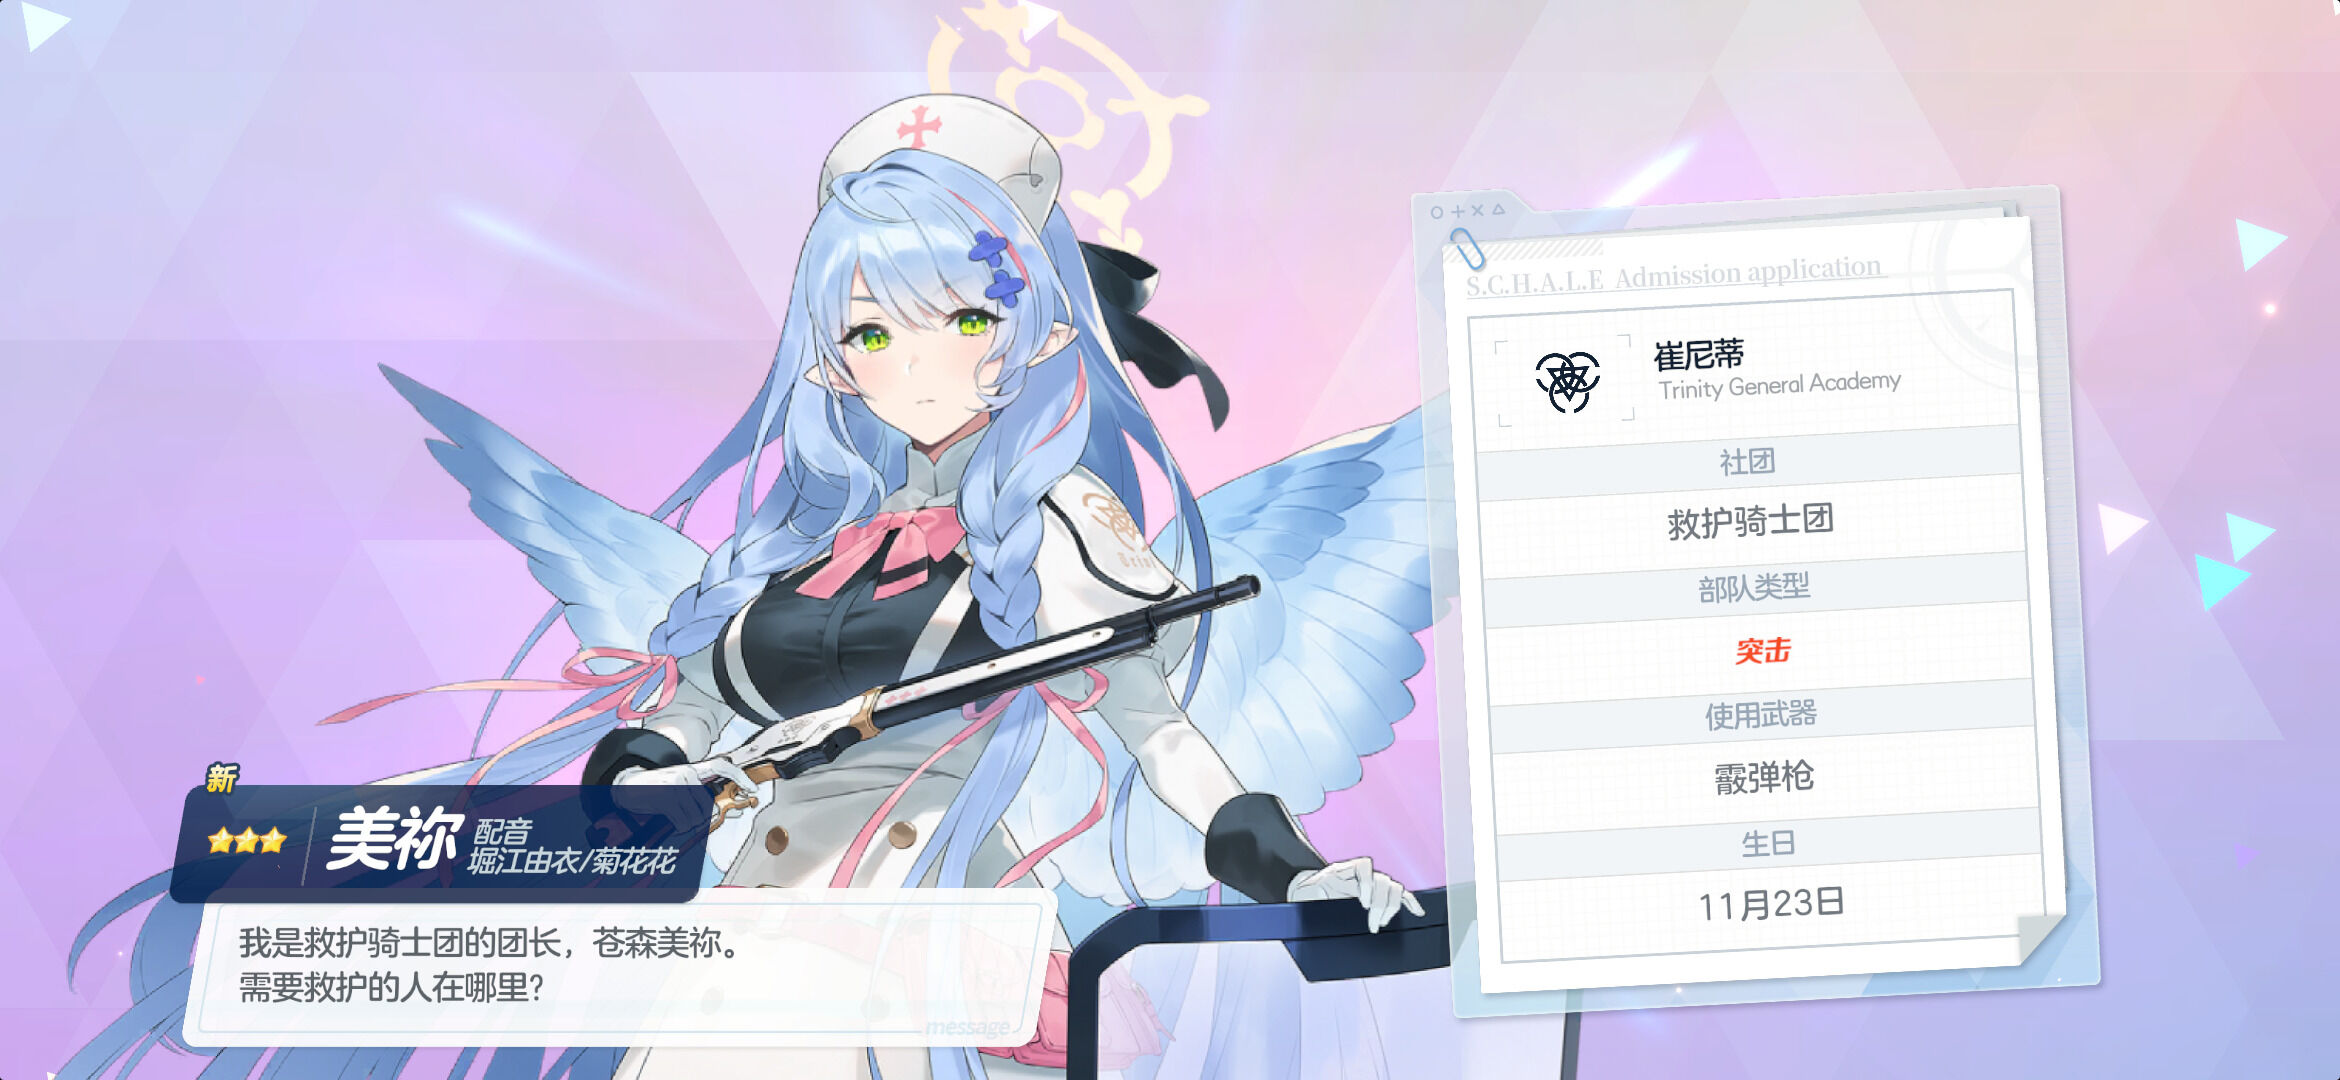 新
美祢
配音
堀江由衣/菊花花
我是救护骑士团的团长，苍森美祢。
需要救护的人在哪里？
message
S.C.H.A.L.E Admission application
崔尼蒂
Trinity General Academy
社团
救护骑士团
部队类型
突击
使用武器
霰弹枪
生日
11月23日